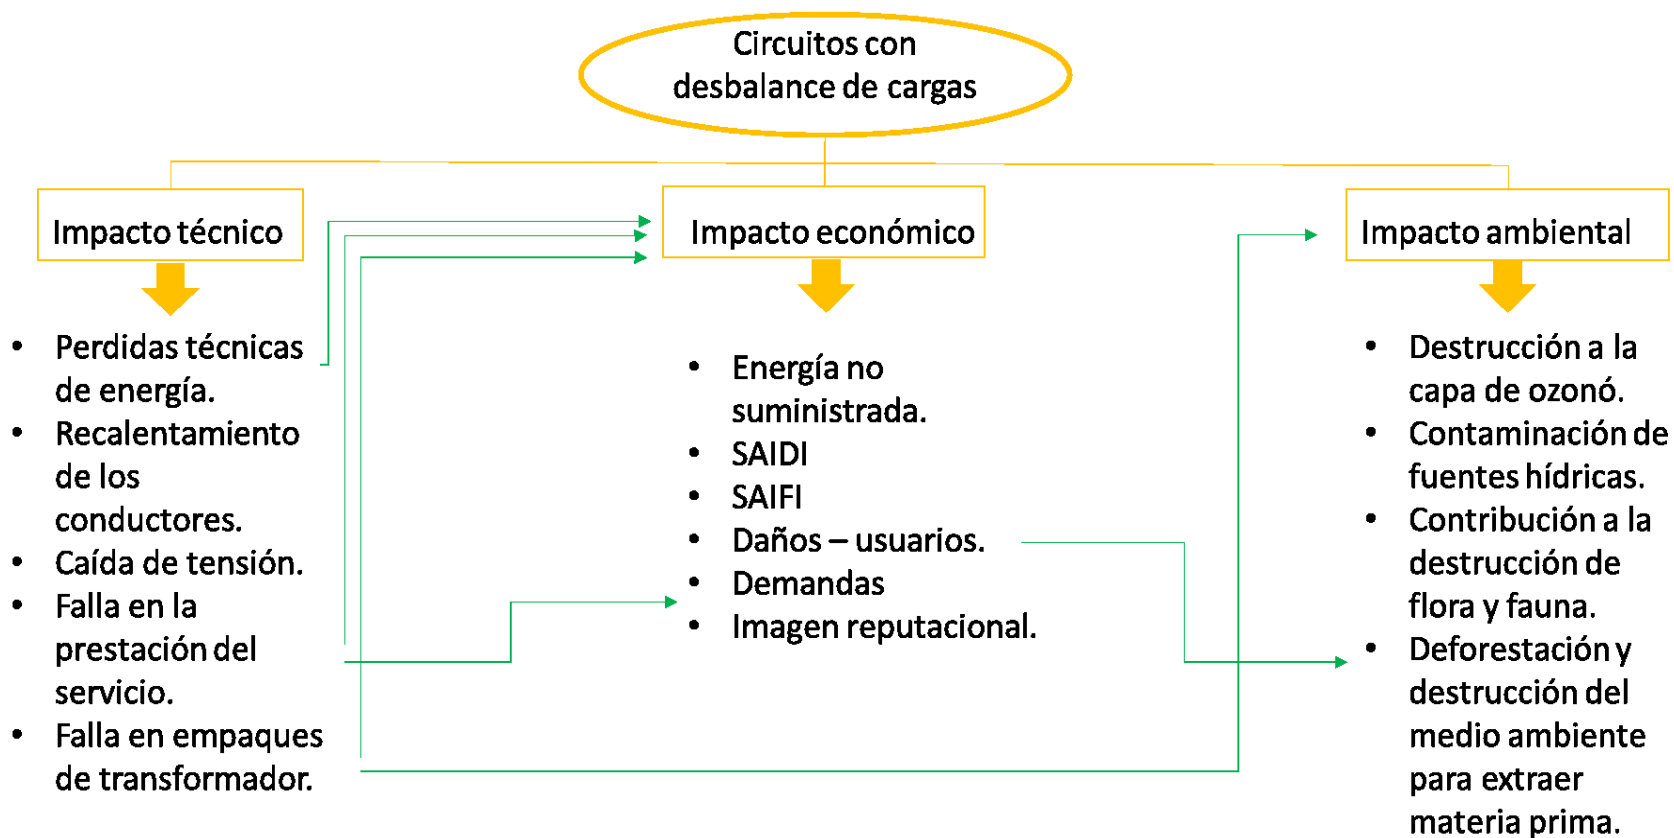 Circuitos con
desbalance de cargas
Impacto técnico
Impacto económico
Impacto ambiental
• Perdidas técnicas
de energía.
• Recalentamiento
de los
conductores.
• Caída de tensión.
• Falla en la
prestación del
servicio.
• Falla en empaques
de transformador.
• Energía no
suministrada.
• SAIDI
• SAIFI
• Daños – usuarios.
• Demandas
• Imagen reputacional.
• Destrucción a la
capa de ozonó.
• Contaminación de
fuentes hídricas.
• Contribución a la
destrucción de
flora y fauna.
• Deforestación y
destrucción del
medio ambiente
para extraer
materia prima.